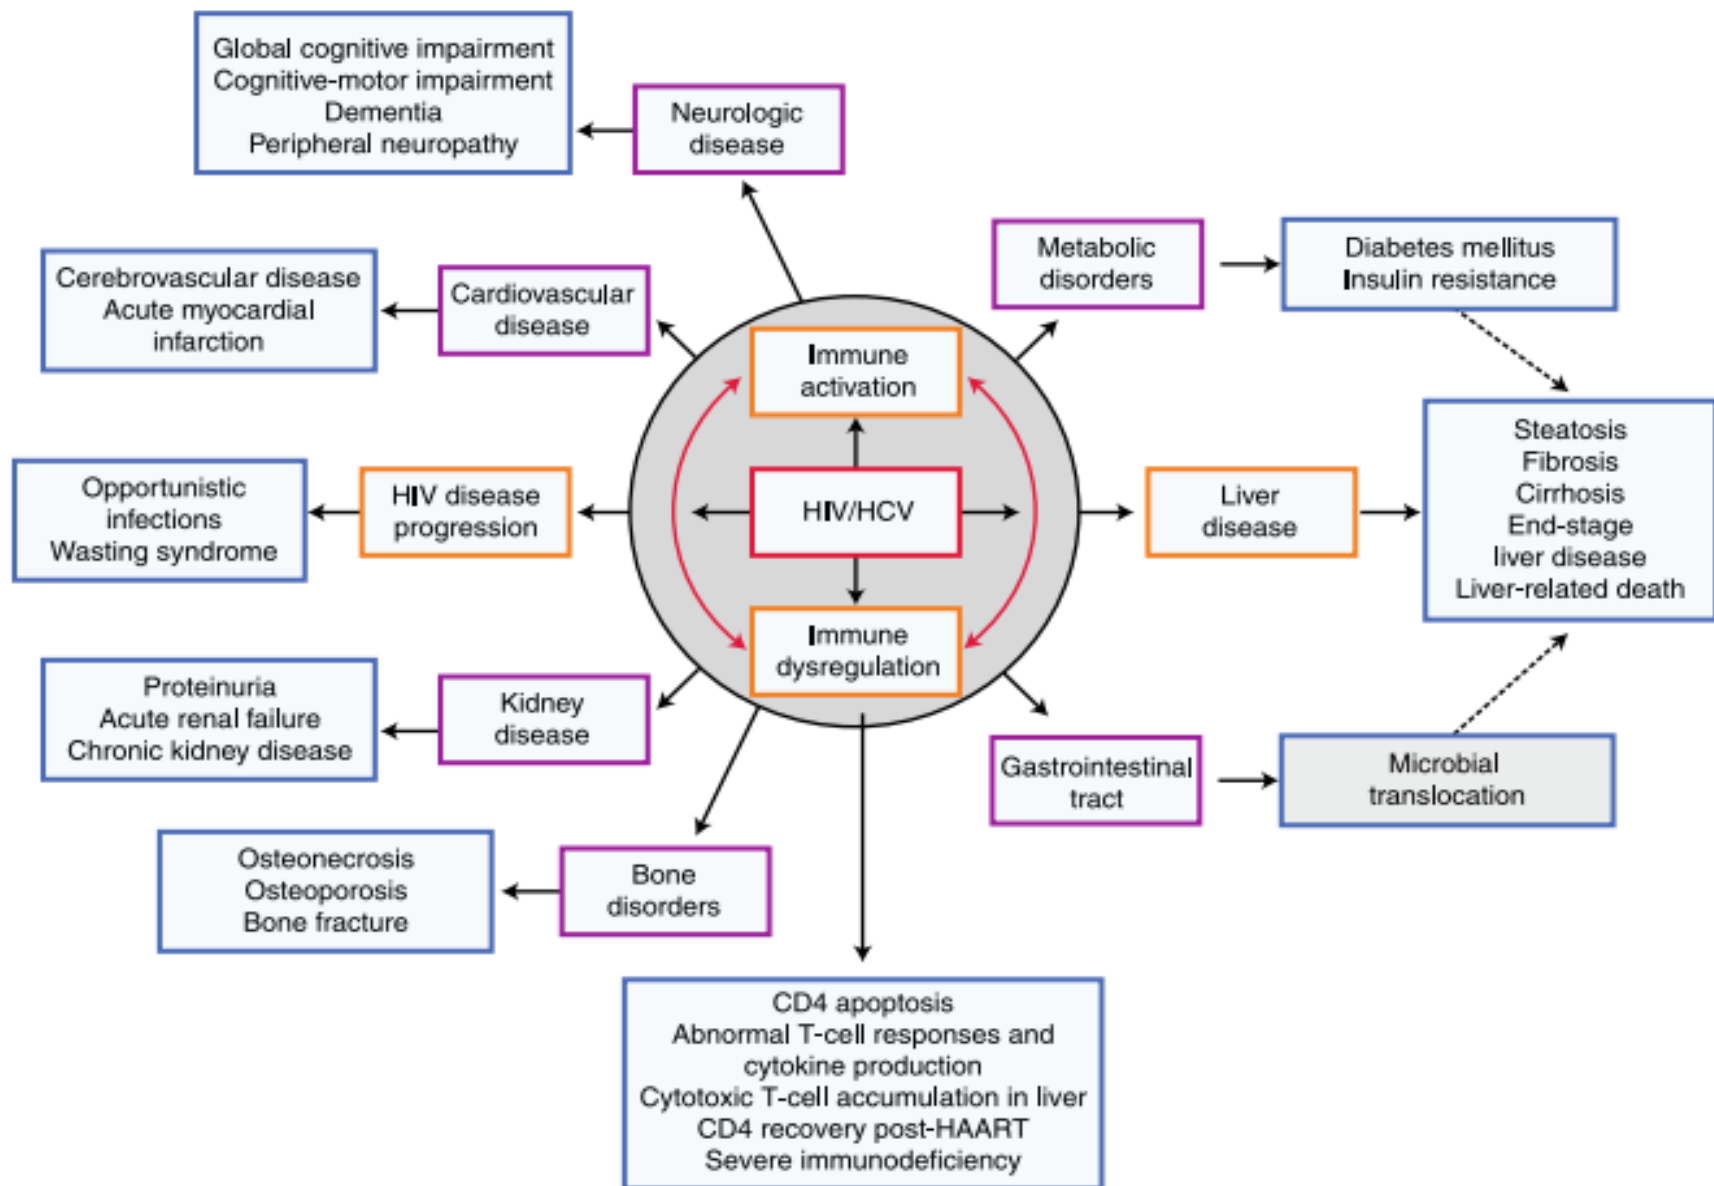 Global cognitive impairment
Cognitive-motor impairment
Dementia
Peripheral neuropathy
Neurologic
disease
Metabolic
disorders
Diabetes mellitus
Insulin resistance
Cerebrovascular disease
Acute myocardial
infarction
Cardiovascular
disease
Immune
activation
Steatosis
Fibrosis
Cirrhosis
End-stage
liver disease
Liver-related death
Opportunistic
infections
Wasting syndrome
HIV disease
progression
HIV/HCV
Liver
disease
Immune
dysregulation
Proteinuria
Acute renal failure
Chronic kidney disease
Kidney
disease
Gastrointestinal
tract
Microbial
translocation
Osteonecrosis
Osteoporosis
Bone fracture
Bone
disorders
CD4 apoptosis
Abnormal T-cell responses and
cytokine production
Cytotoxic T-cell accumulation in liver
CD4 recovery post-HAART
Severe immunodeficiency